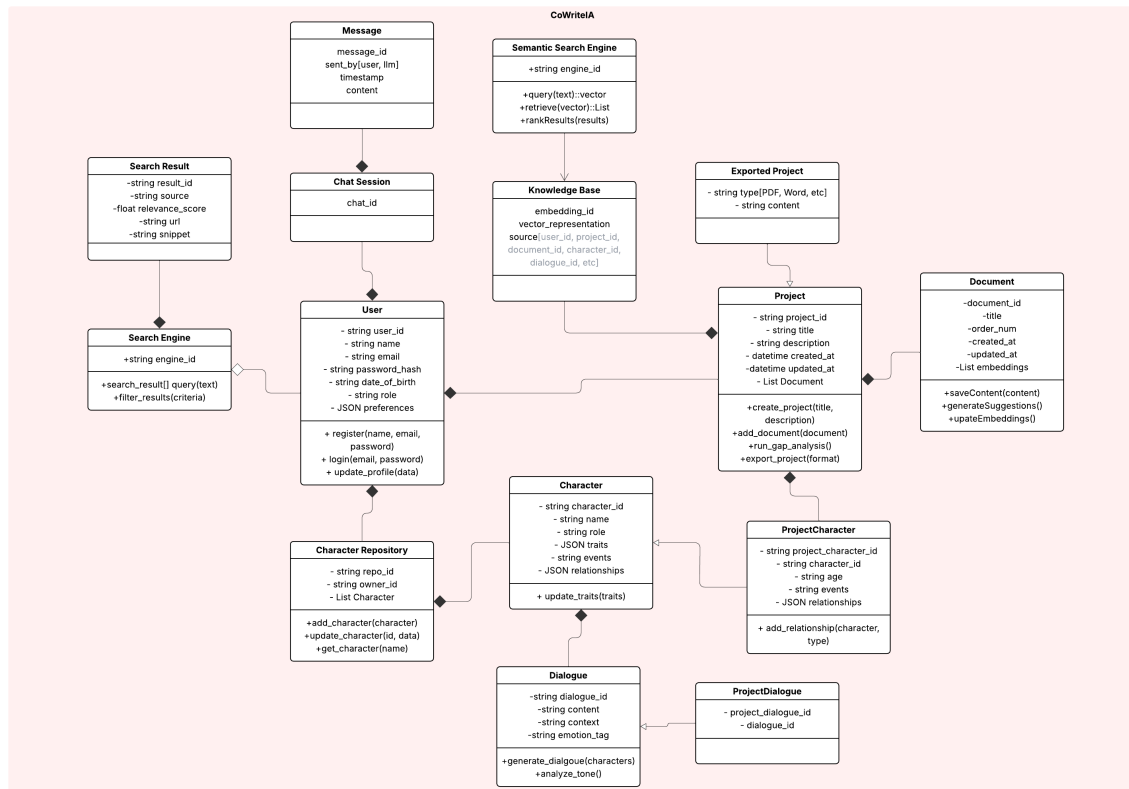 CoWriteIA
Message
message_id
sent_by[user, llm]
timestamp
content
Semantic Search Engine
+string engine_id
+query(text)::vector
+retrieve(vector)::List
+rankResults(results)
Search Result
-string result_id
-string source
-float relevance_score
-string url
-string snippet
Chat Session
chat_id
Knowledge Base
embedding_id
vector_representation
source[user_id, project_id,
document_id, character_id,
dialogue_id, etc]
Exported Project
- string type[PDF, Word, etc]
- string content
Document
-document_id
-title
-order_num
-created_at
-updated_at
-List embeddings
+saveContent(content)
+generateSuggestions()
+upateEmbeddings()
Search Engine
+string engine_id
+search_result[] query(text)
+filter_results(criteria)
User
- string user_id
- string name
- string email
- string password_hash
- string date_of_birth
- string role
- JSON preferences
+ register(name, email,
password)
+ login(email, password)
+ update_profile(data)
Project
- string project_id
- string title
- string description
- datetime created_at
-datetime updated_at
- List Document
+create_project(title,
description)
+add_document(document)
+run_gap_analysis()
+export_project(format)
Character
- string character_id
- string name
- string role
- JSON traits
- string events
- JSON relationships
+ update_traits(traits)
ProjectCharacter
- string project_character_id
- string character_id
- string age
- string events
- JSON relationships
+ add_relationship(character,
type)
Character Repository
- string repo_id
- string owner_id
- List Character
+add_character(character)
+update_character(id, data)
+get_character(name)
Dialogue
-string dialogue_id
-string content
-string context
-string emotion_tag
+generate_dialgoue(characters)
+analyze_tone()
ProjectDialogue
- project_dialogue_id
- dialogue_id